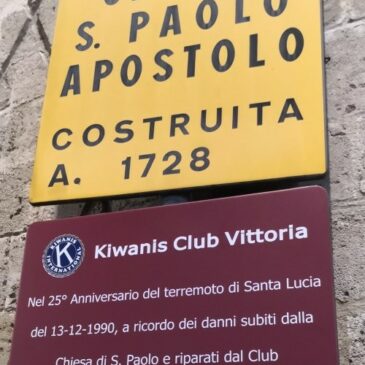 S. PAOLO
APOSTOLO
COSTRUITA
A. 1728
K
KIWANIS
INTERNATIONAL
Kiwanis Club Vittoria
Nel 25° Anniversario del terremoto di Santa Lucia
del 13-12-1990, a ricordo dei danni subiti dalla
Chiesa di S. Paolo e riparati dal Club